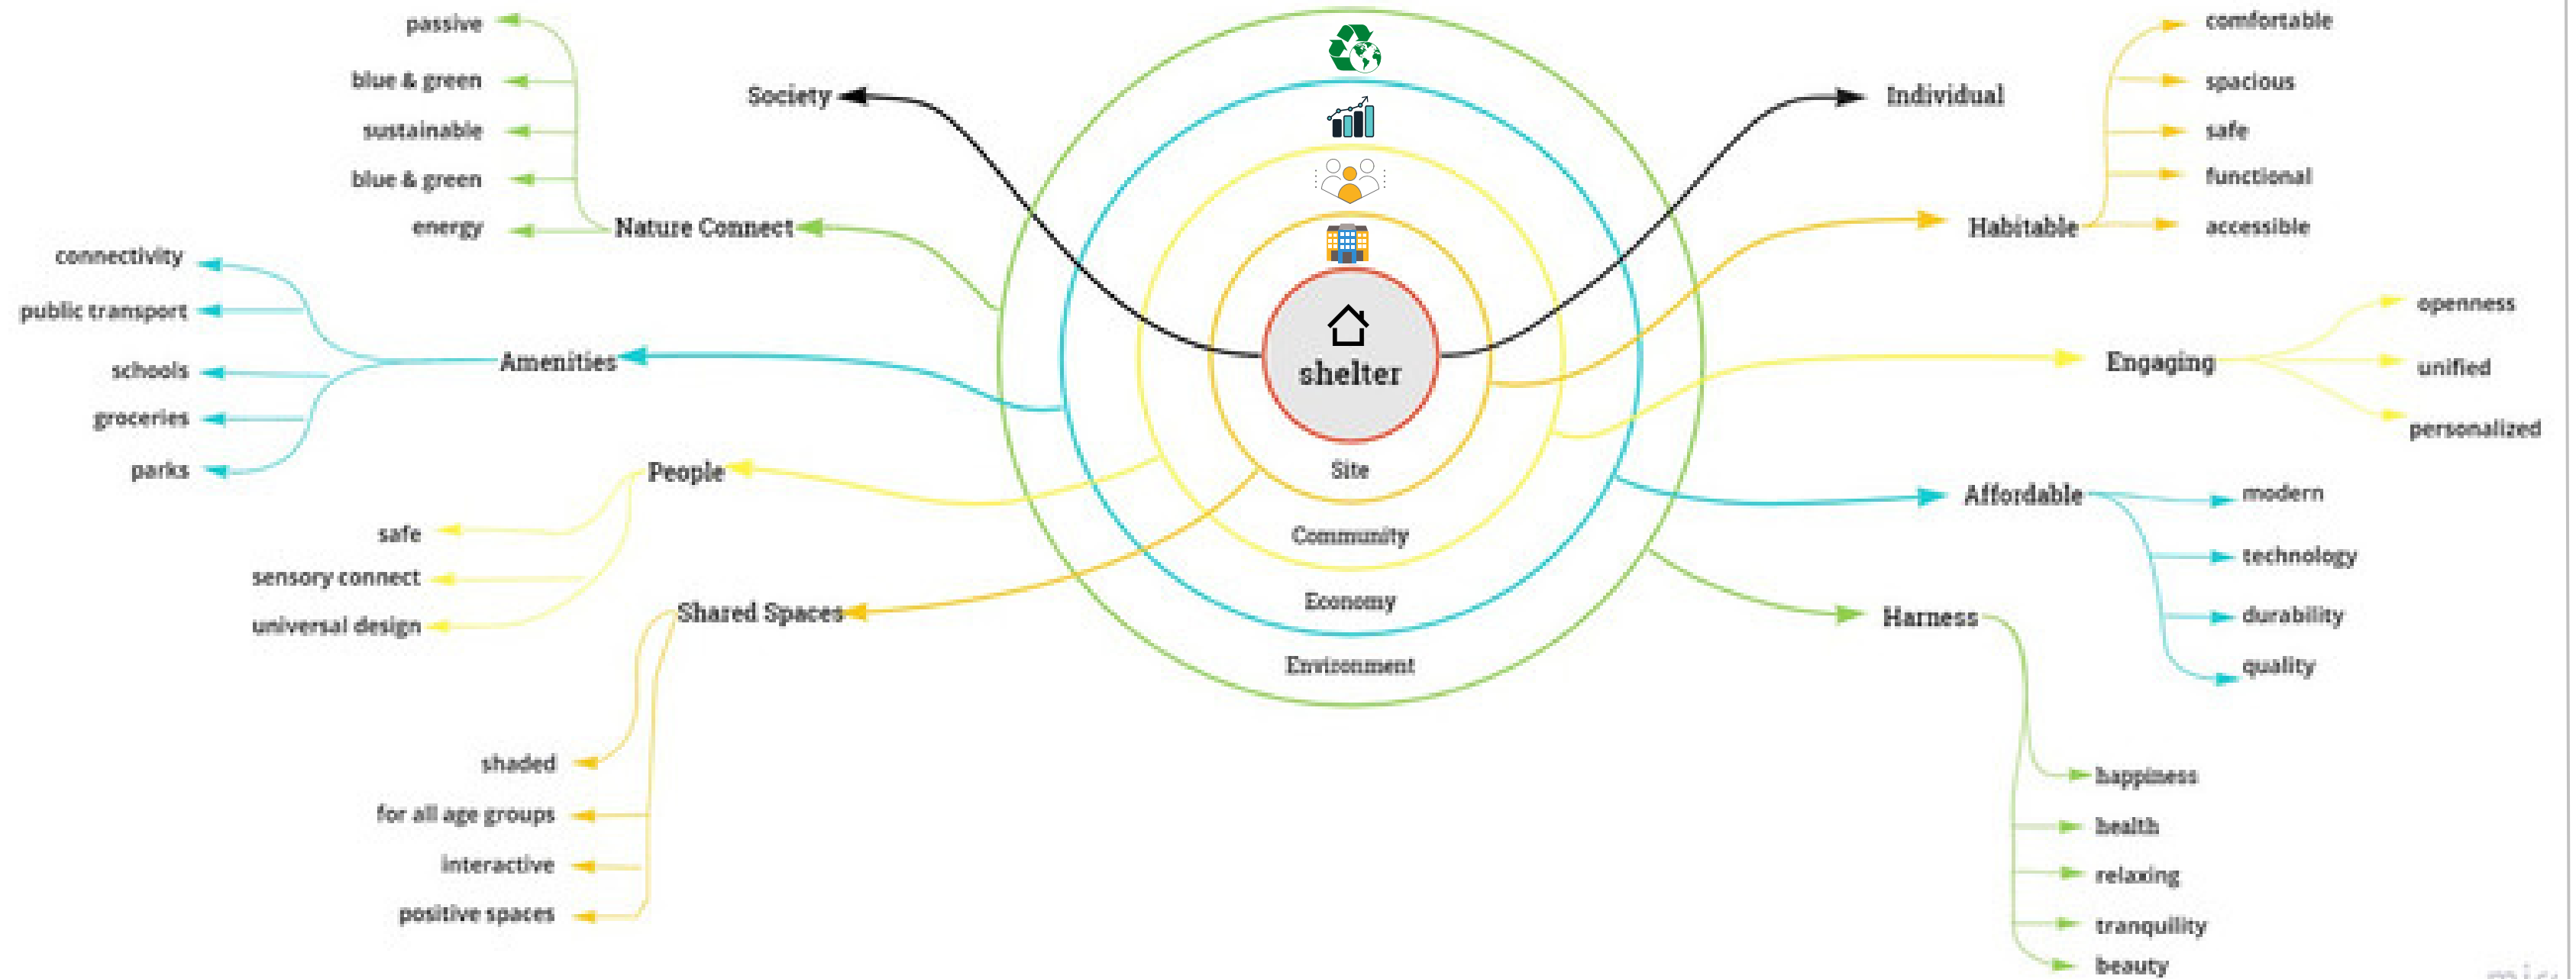 passive
blue & green
sustainable
blue & green
energy
Nature Connect
Society
connectivity
public transport
schools
groceries
parks
Amenities
People
safe
sensory connect
universal design
Shared Spaces
shaded
for all age groups
interactive
positive spaces
shelter
Site
Community
Economy
Environment
Individual
Habitable
comfortable
spacious
safe
functional
accessible
Engaging
openness
unified
personalized
Affordable
modern
technology
durability
quality
Harness
happiness
health
relaxing
tranquility
beauty